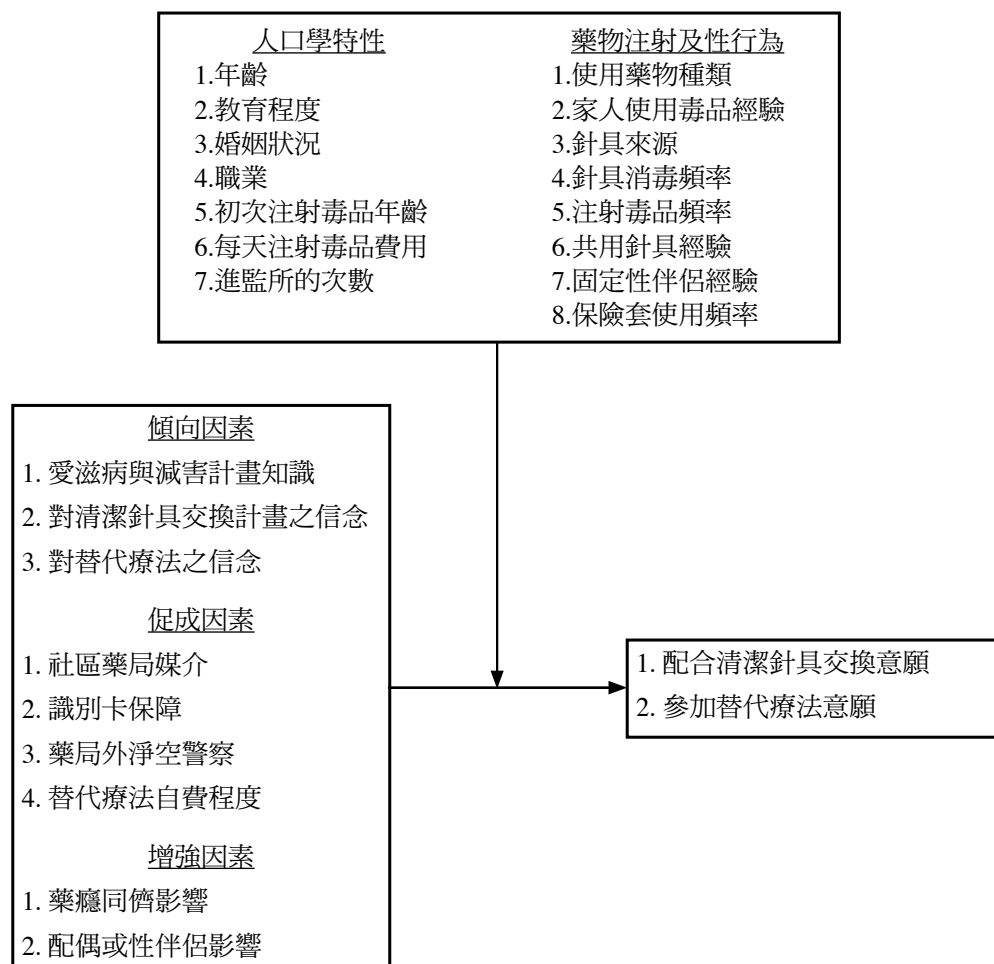 人口學特性
1.年齡
2.教育程度
3.婚姻狀況
4.職業
5.初次注射毒品年齡
6.每天注射毒品費用
7.進監所的次數
藥物注射及性行為
1.使用藥物種類
2.家人使用毒品經驗
3.針具來源
4.針具消毒頻率
5.注射毒品頻率
6.共用針具經驗
7.固定性伴侶經驗
8.保險套使用頻率
傾向因素
1. 愛滋病與減害計畫知識
2. 對清潔針具交換計畫之信念
3. 對替代療法之信念
促成因素
1. 社區藥局媒介
2. 識別卡保障
3. 藥局外淨空警察
4. 替代療法自費程度
增強因素
1. 藥癮同儕影響
2. 配偶或性伴侶影響
1. 配合清潔針具交換意願
2. 參加替代療法意願